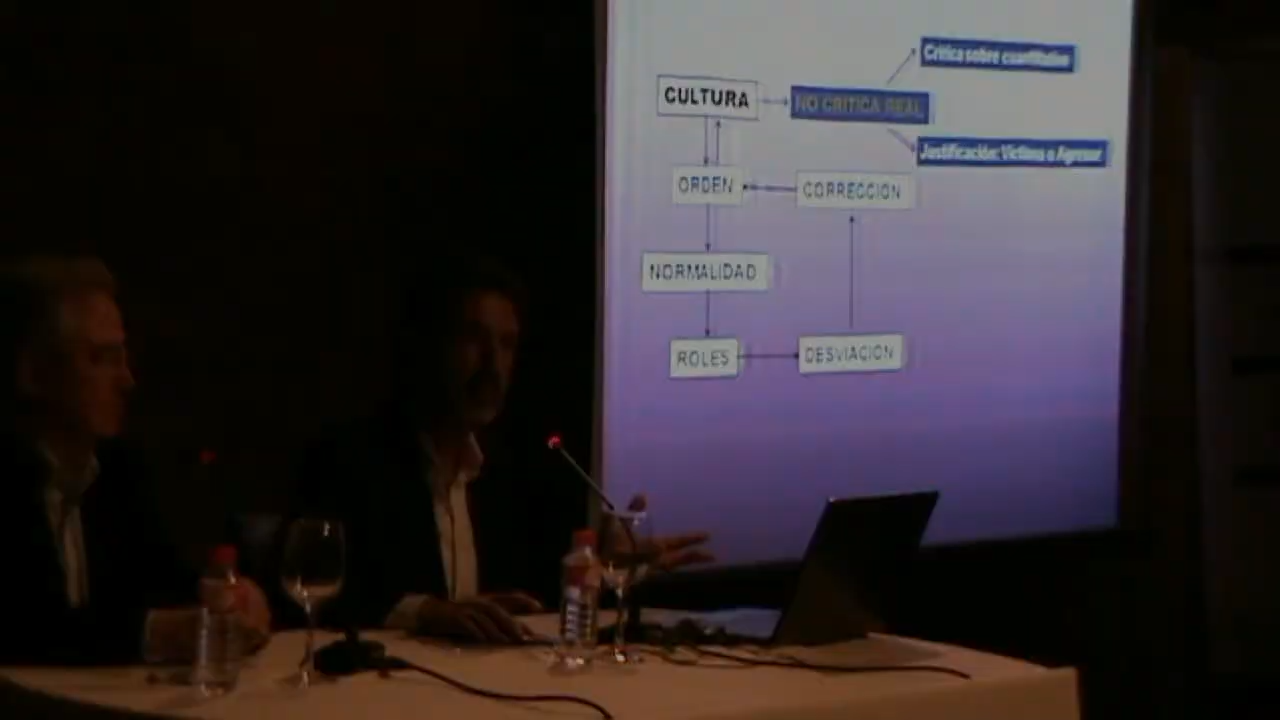 Crítica sobre cuantitativo
CULTURA
NO CRITICA REAL
Justificación: Víctima o Agresor
ORDEN
CORRECCION
NORMALIDAD
ROLES
DESVIACION